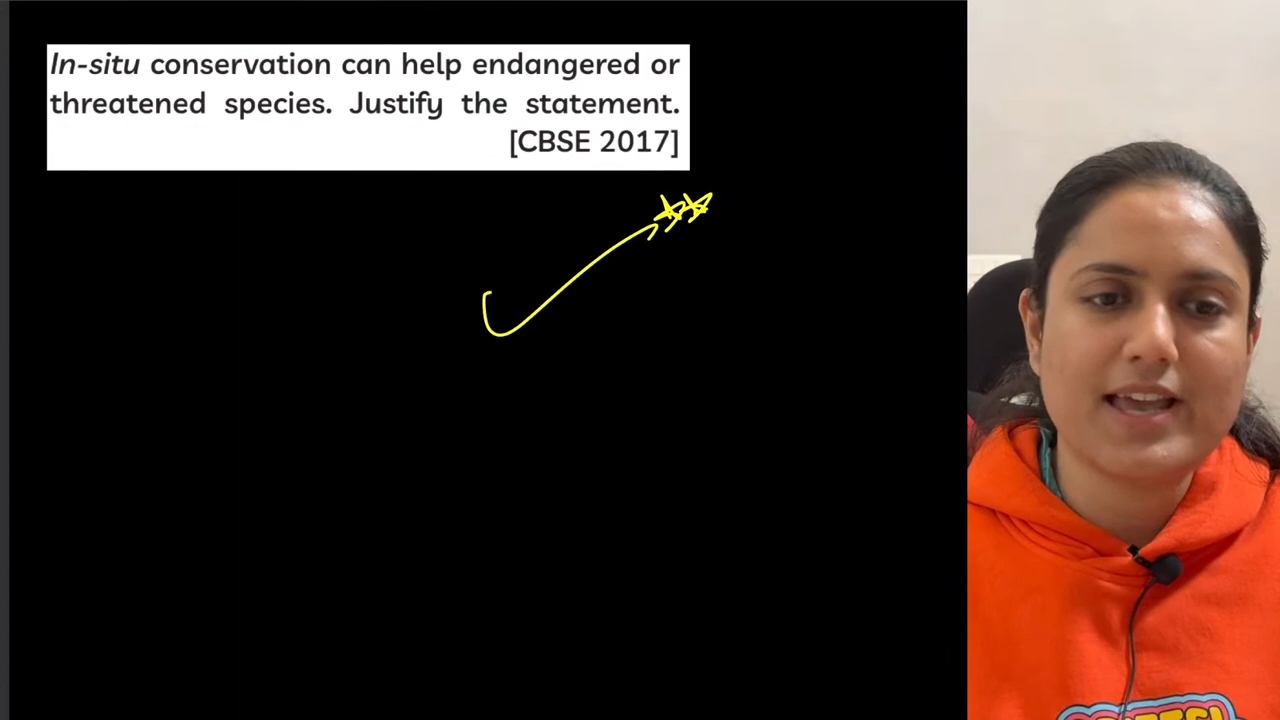 In-situ conservation can help endangered or
threatened species. Justify the statement.
[CBSE 2017]